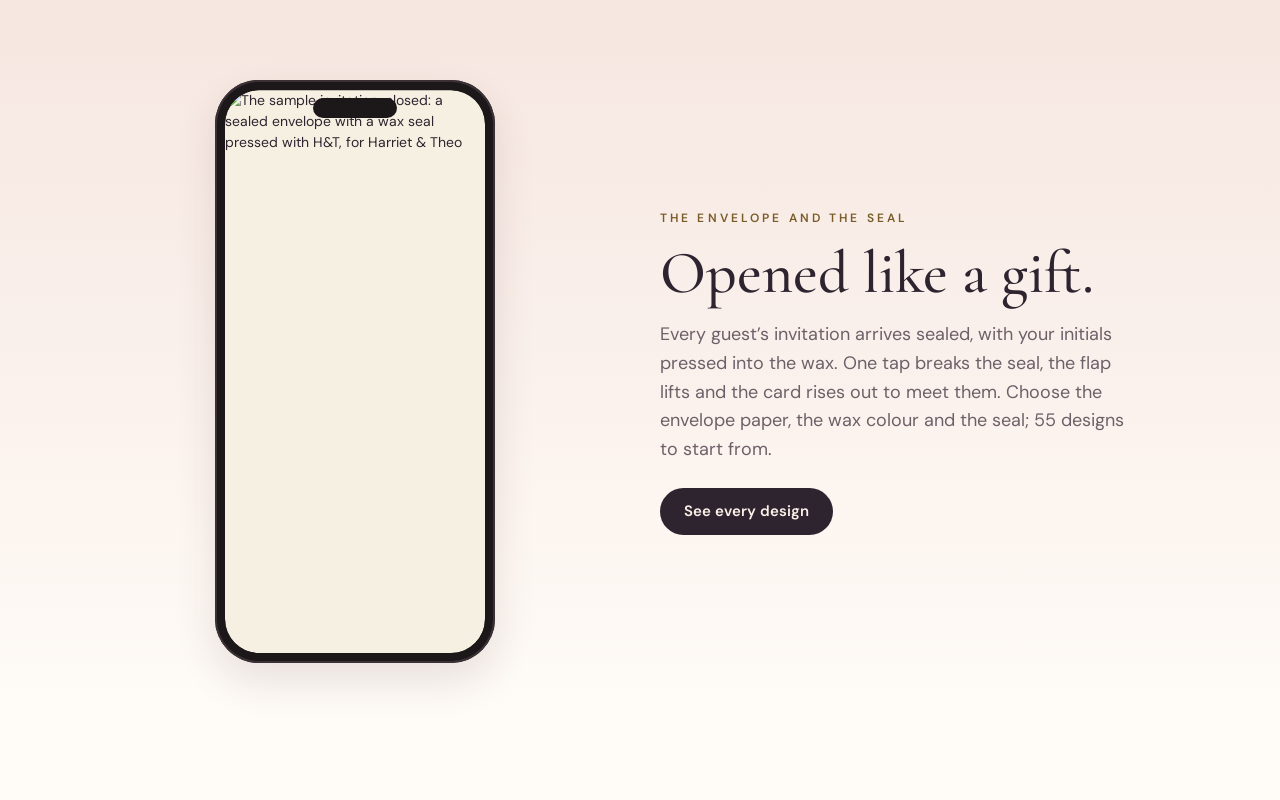 The sample invitation closed: a
sealed envelope with a wax seal
pressed with H&T, for Harriet & Theo
THE ENVELOPE AND THE SEAL
Opened like a gift.
Every guest’s invitation arrives sealed, with your initials
pressed into the wax. One tap breaks the seal, the flap
lifts and the card rises out to meet them. Choose the
envelope paper, the wax colour and the seal; 55 designs
to start from.
See every design